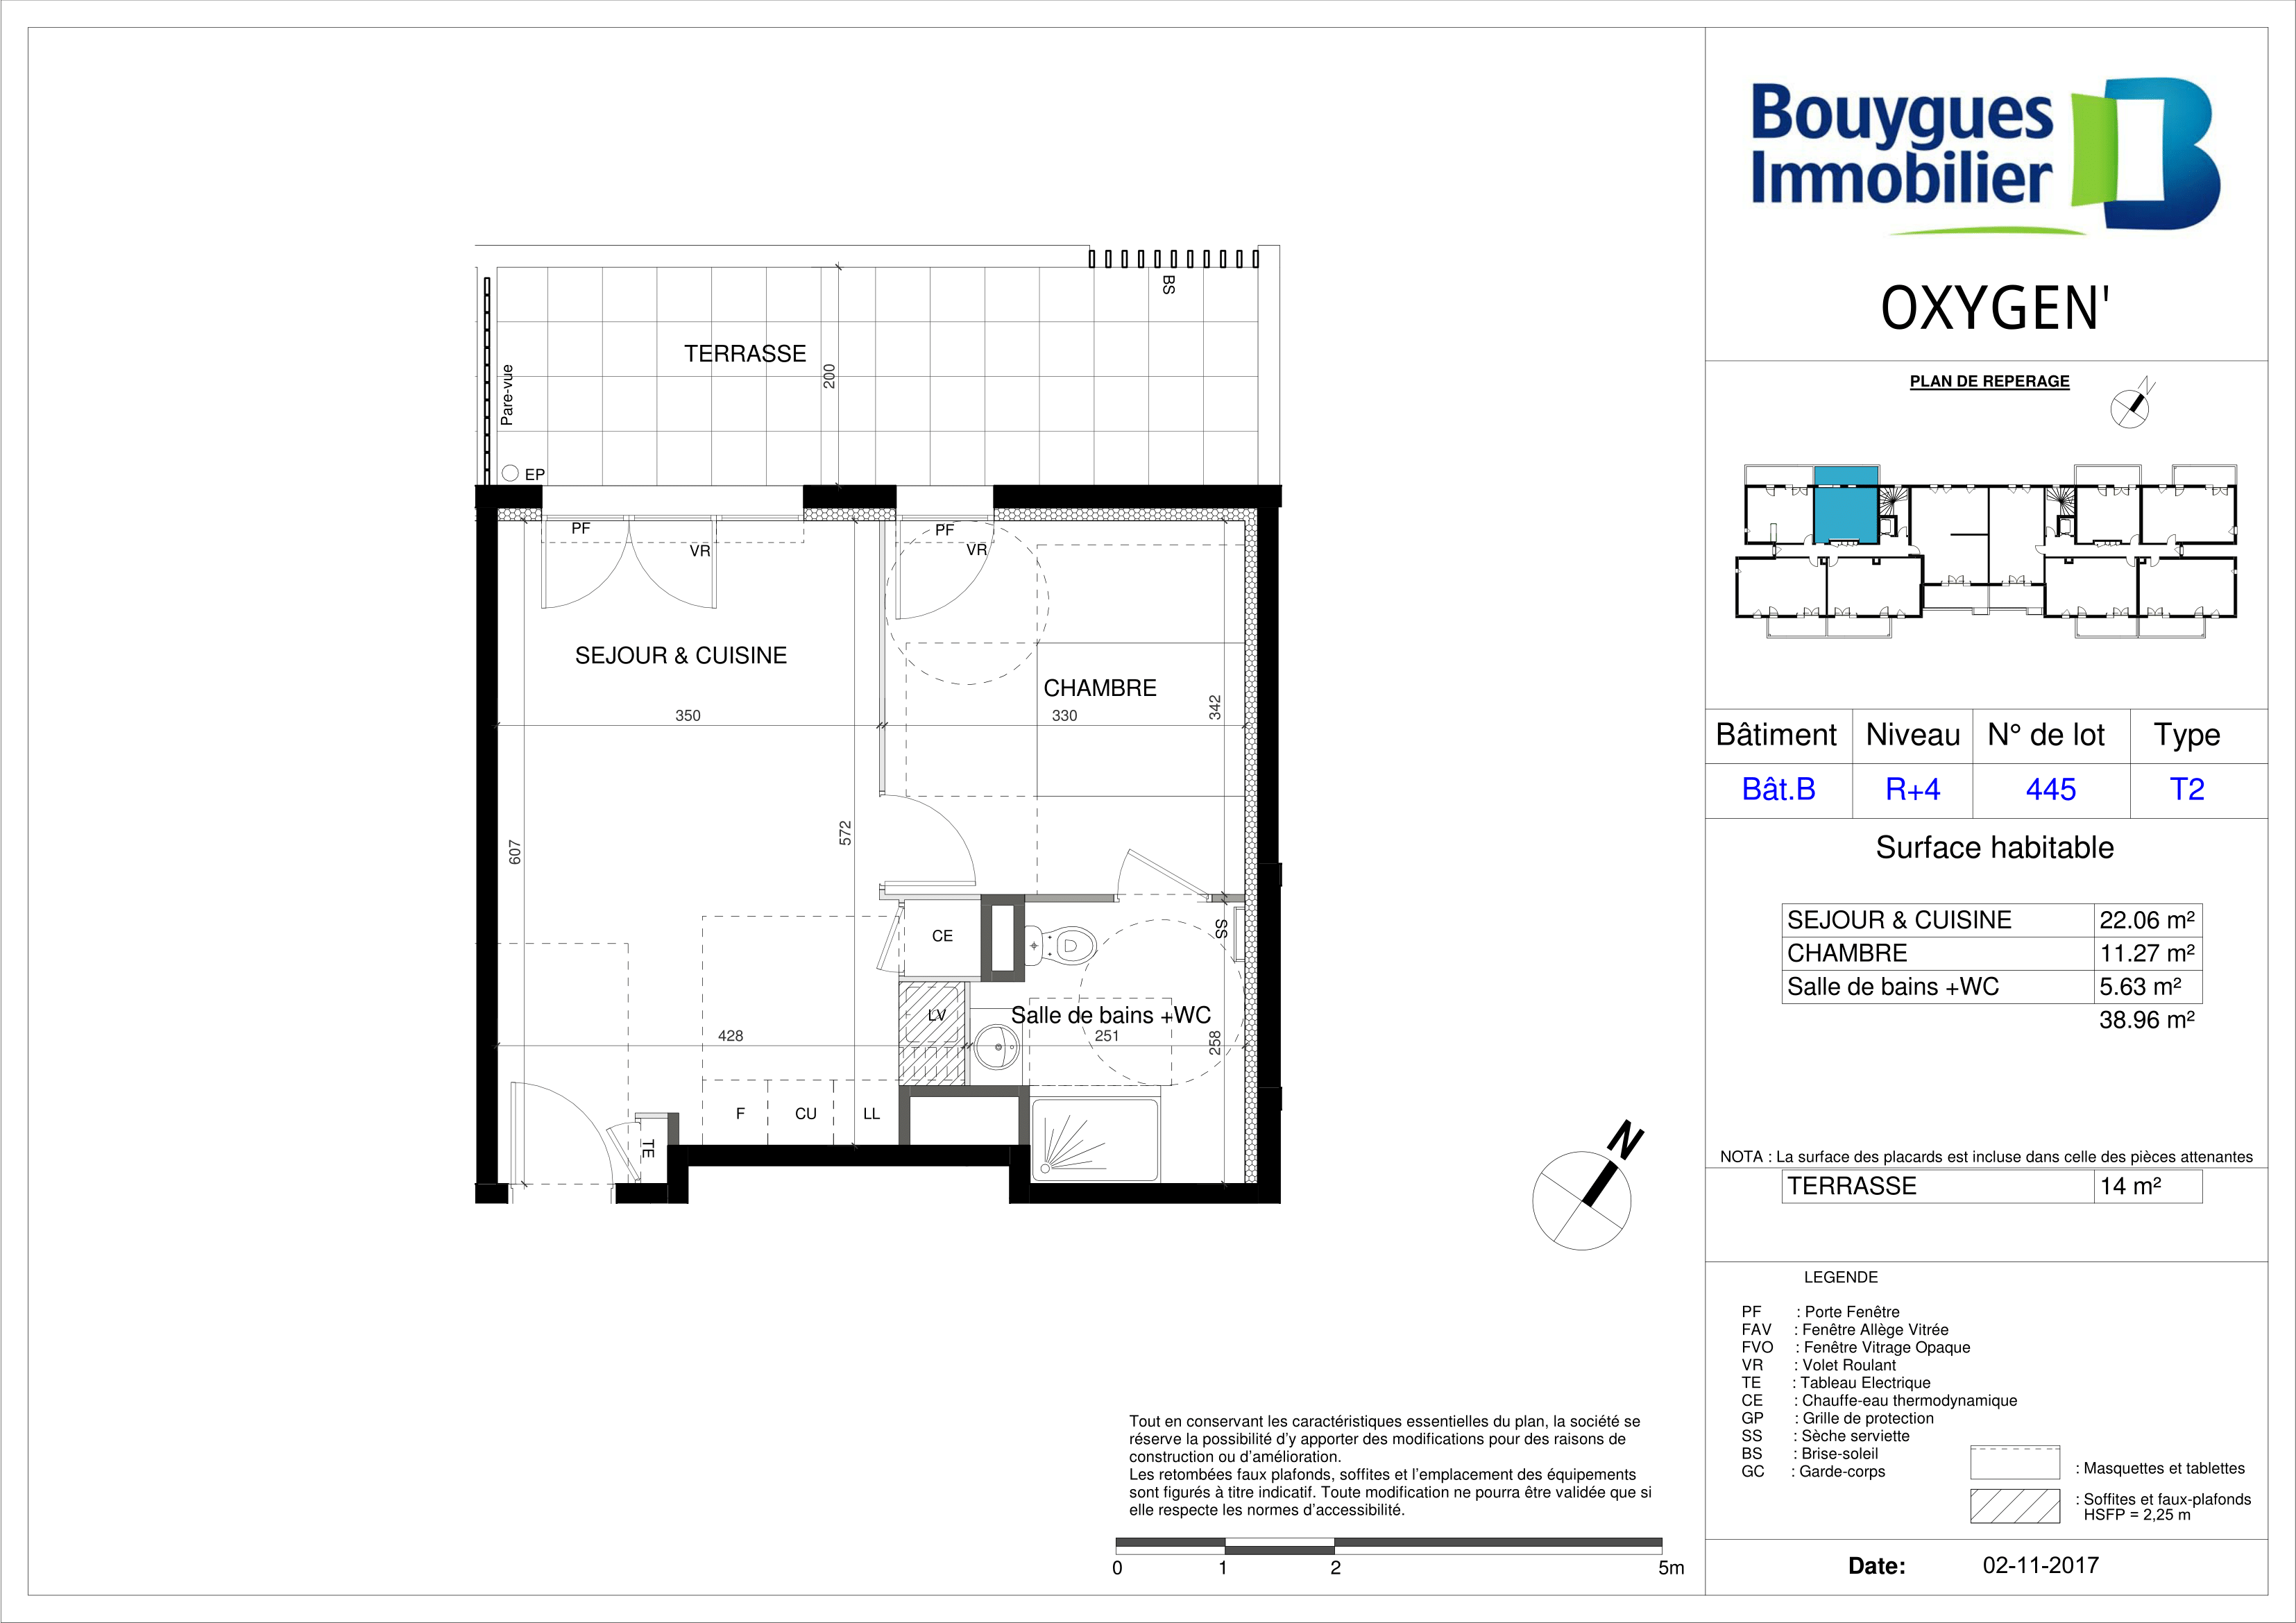 Bouygues
Immobilier
OXYGEN'
PLAN DE REPERAGE
N
Bâtiment Niveau N° de lot Type
Bât.B R+4 445 T2
Surface habitable
SEJOUR & CUISINE 22.06 m²
CHAMBRE 11.27 m²
Salle de bains +WC 5.63 m²
38.96 m²
NOTA : La surface des placards est incluse dans celle des pièces attenantes
TERRASSE 14 m²
LEGENDE
PF : Porte Fenêtre
FAV : Fenêtre Allège Vitrée
FVO : Fenêtre Vitrage Opaque
VR : Volet Roulant
TE : Tableau Electrique
CE : Chauffe-eau thermodynamique
GP : Grille de protection
SS : Sèche serviette
BS : Brise-soleil
GC : Garde-corps
: Masquettes et tablettes
: Soffites et faux-plafonds
HSFP = 2,25 m
Date: 02-11-2017
BS
TERRASSE
200
Pare-vue
EP
PF
VR
PF
VR
SEJOUR & CUISINE
CHAMBRE
350
330
342
607
572
CE
SS
LV
Salle de bains +WC
428
251
258
F
CU
LL
TE
N
Tout en conservant les caractéristiques essentielles du plan, la société se
réserve la possibilité d'y apporter des modifications pour des raisons de
construction ou d'amélioration.
Les retombées faux plafonds, soffites et l'emplacement des équipements
sont figurés à titre indicatif. Toute modification ne pourra être validée que si
elle respecte les normes d'accessibilité.
0 1 2 5m